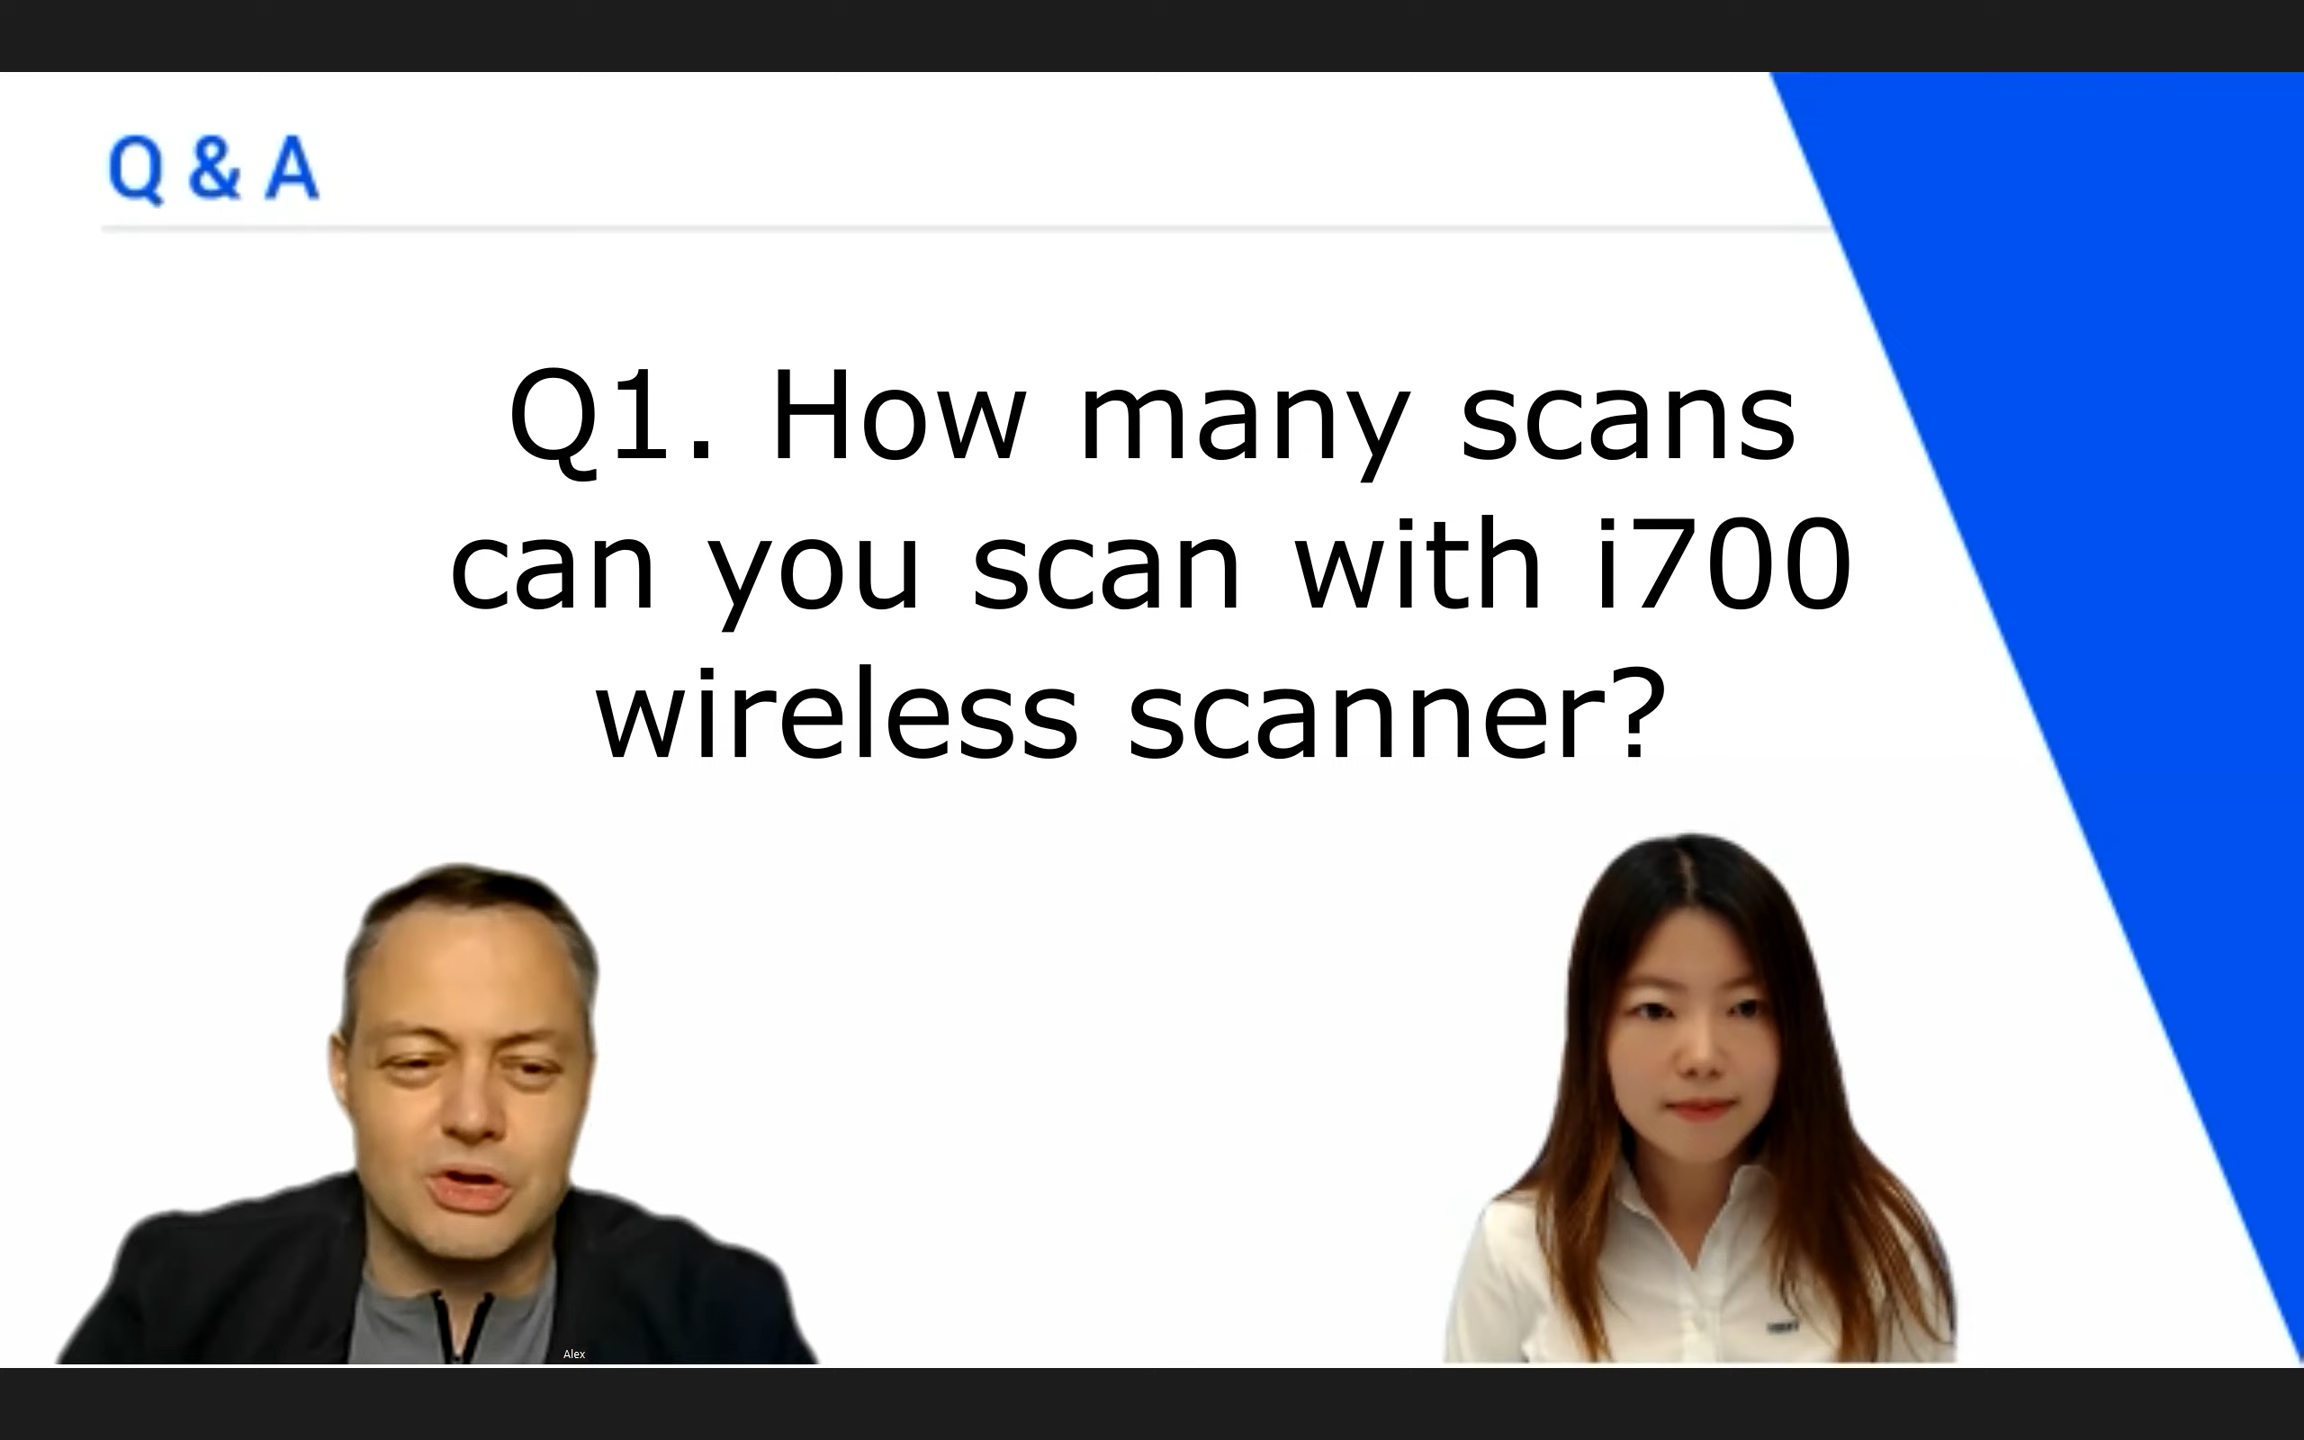 Q & A
Q1. How many scans
can you scan with i700
wireless scanner?
Alex